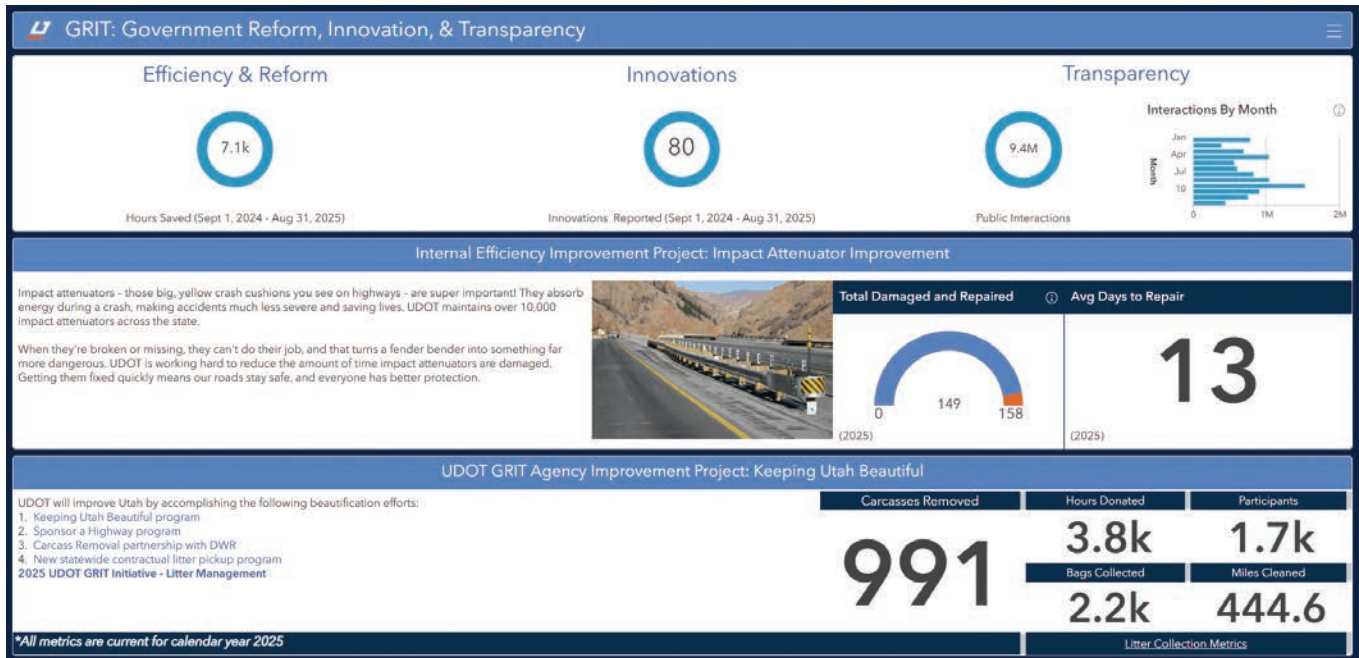 GRIT: Government Reform, Innovation, & Transparency
Efficiency & Reform
7.1k
Hours Saved (Sept 1, 2024 - Aug 31, 2025)
Innovations
80
Innovations Reported (Sept 1, 2024 - Aug 31, 2025)
Transparency
9.4M
Public Interactions
Interactions By Month
Month
Jan
Apr
Jul
10
0 1M 2M
Internal Efficiency Improvement Project: Impact Attenuator Improvement
Impact attenuators - those big, yellow crash cushions you see on highways - are super important! They absorb
energy during a crash, making accidents much less severe and saving lives. UDOT maintains over 10,000
impact attenuators across the state.
When they're broken or missing, they can't do their job, and that turns a fender bender into something far
more dangerous. UDOT is working hard to reduce the amount of time impact attenuators are damaged.
Getting them fixed quickly means our roads stay safe, and everyone has better protection.
Total Damaged and Repaired
0 149 158
(2025)
Avg Days to Repair
13
(2025)
UDOT GRIT Agency Improvement Project: Keeping Utah Beautiful
UDOT will improve Utah by accomplishing the following beautification efforts:
1. Keeping Utah Beautiful program
2. Sponsor a Highway program
3. Carcass Removal partnership with DWR
4. New statewide contractual litter pickup program
2025 UDOT GRIT Initiative - Litter Management
Carcasses Removed
991
Hours Donated
3.8k
Participants
1.7k
Bags Collected
2.2k
Miles Cleaned
444.6
*All metrics are current for calendar year 2025
Litter Collection Metrics